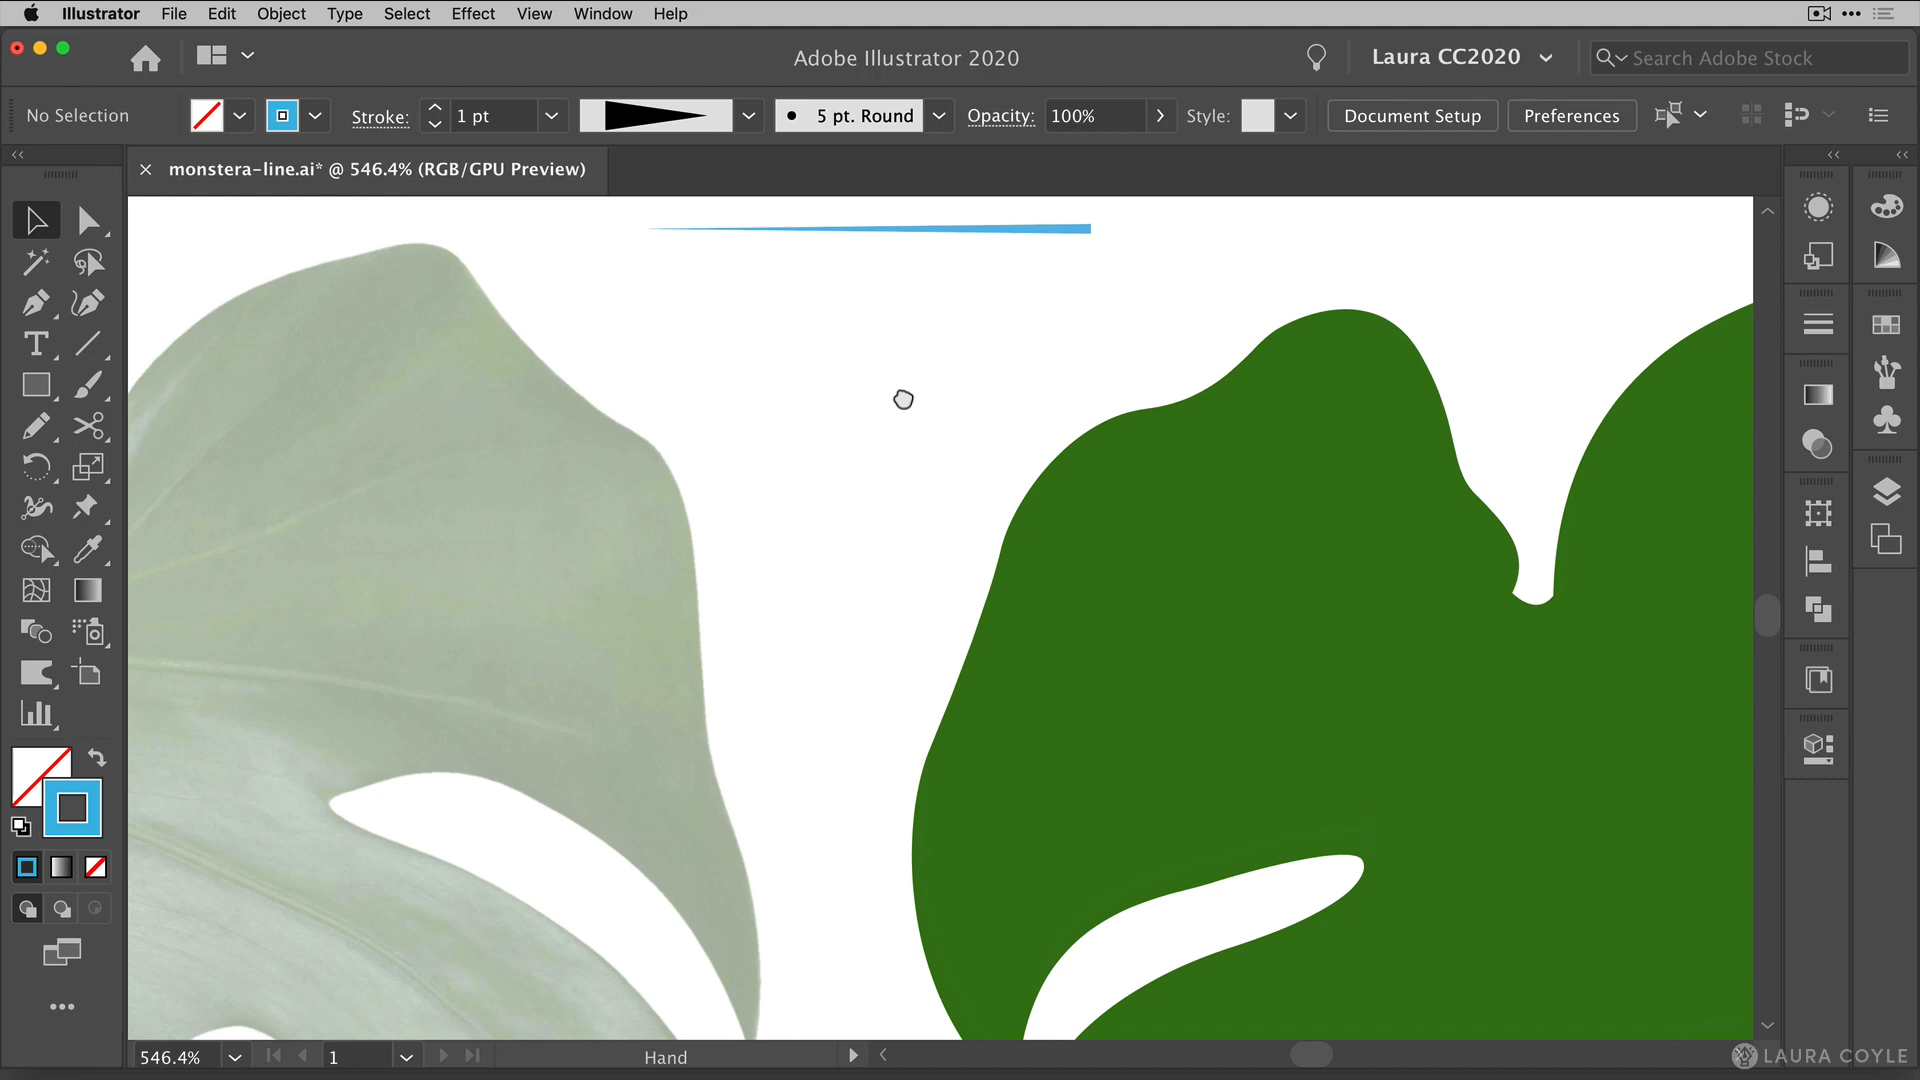 Illustrator File Edit Object Type Select Effect View Window Help
Adobe Illustrator 2020 Laura CC2020 Search Adobe Stock
No Selection Stroke: 1 pt 5 pt. Round Opacity: 100% Style: Document Setup Preferences
monstera-line.ai* @ 546.4% (RGB/GPU Preview)
546.4% 1 Hand
LAURA COYLE